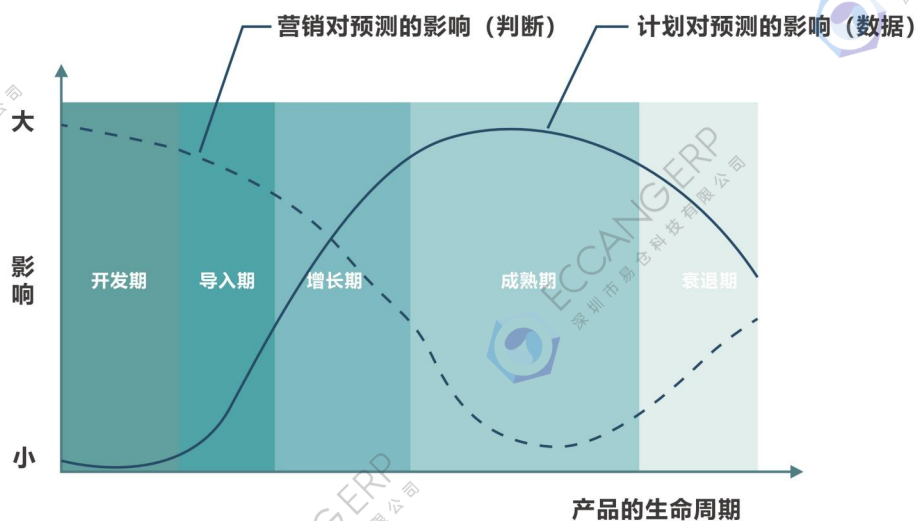 营销对预测的影响（判断）
计划对预测的影响（数据）
大
影响
小
开发期
导入期
增长期
成熟期
衰退期
产品的生命周期
ECCANGERP
深圳市易仓科技有限公司